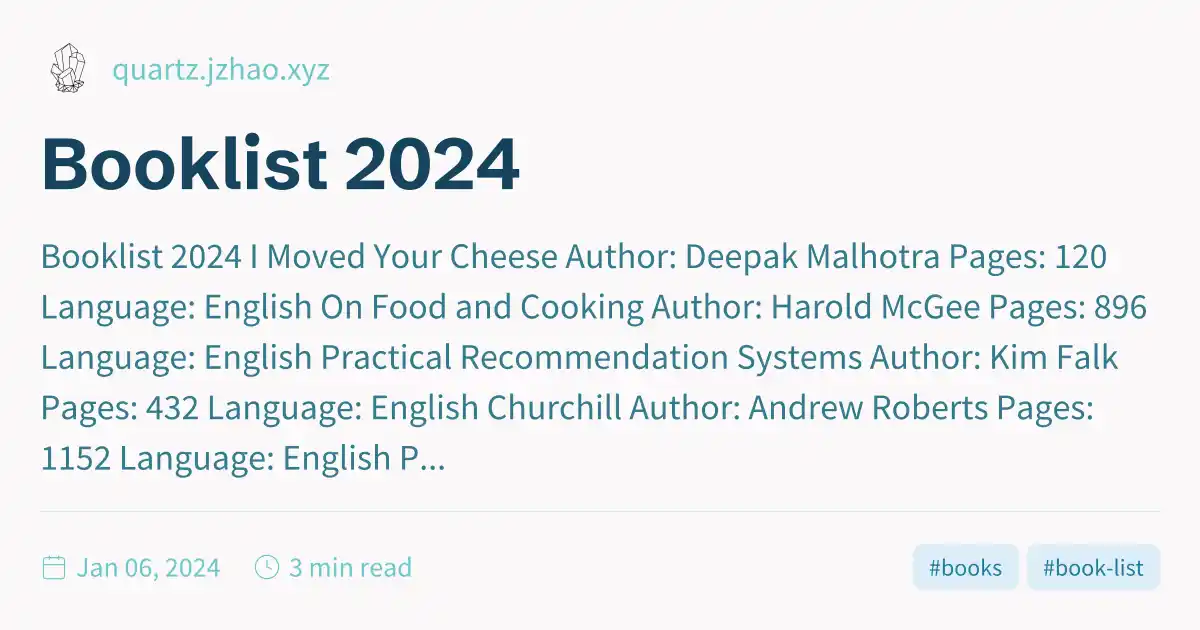 quartz.jzhao.xyz
Booklist 2024
Booklist 2024 I Moved Your Cheese Author: Deepak Malhotra Pages: 120
Language: English On Food and Cooking Author: Harold McGee Pages: 896
Language: English Practical Recommendation Systems Author: Kim Falk
Pages: 432 Language: English Churchill Author: Andrew Roberts Pages:
1152 Language: English P...
Jan 06, 2024 3 min read #books #book-list